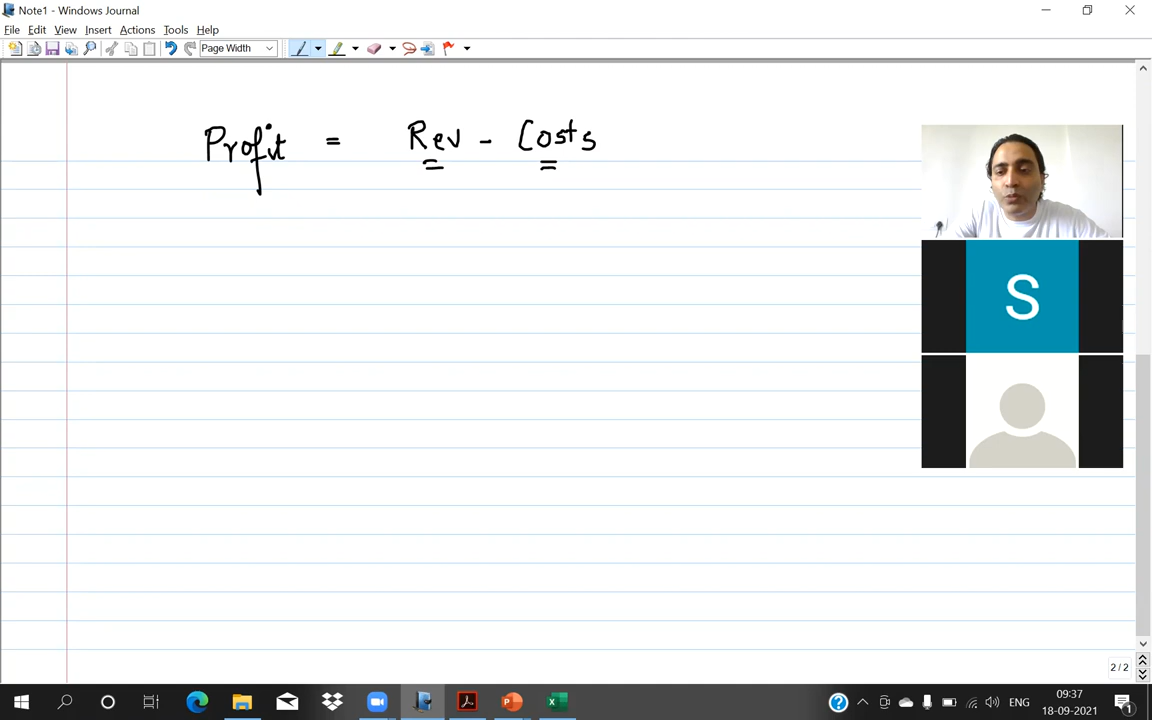 Note1 - Windows Journal
File Edit View Insert Actions Tools Help
Page Width
Profit = Rev - Costs
S
2 / 2
ENG
09:37
18-09-2021
1